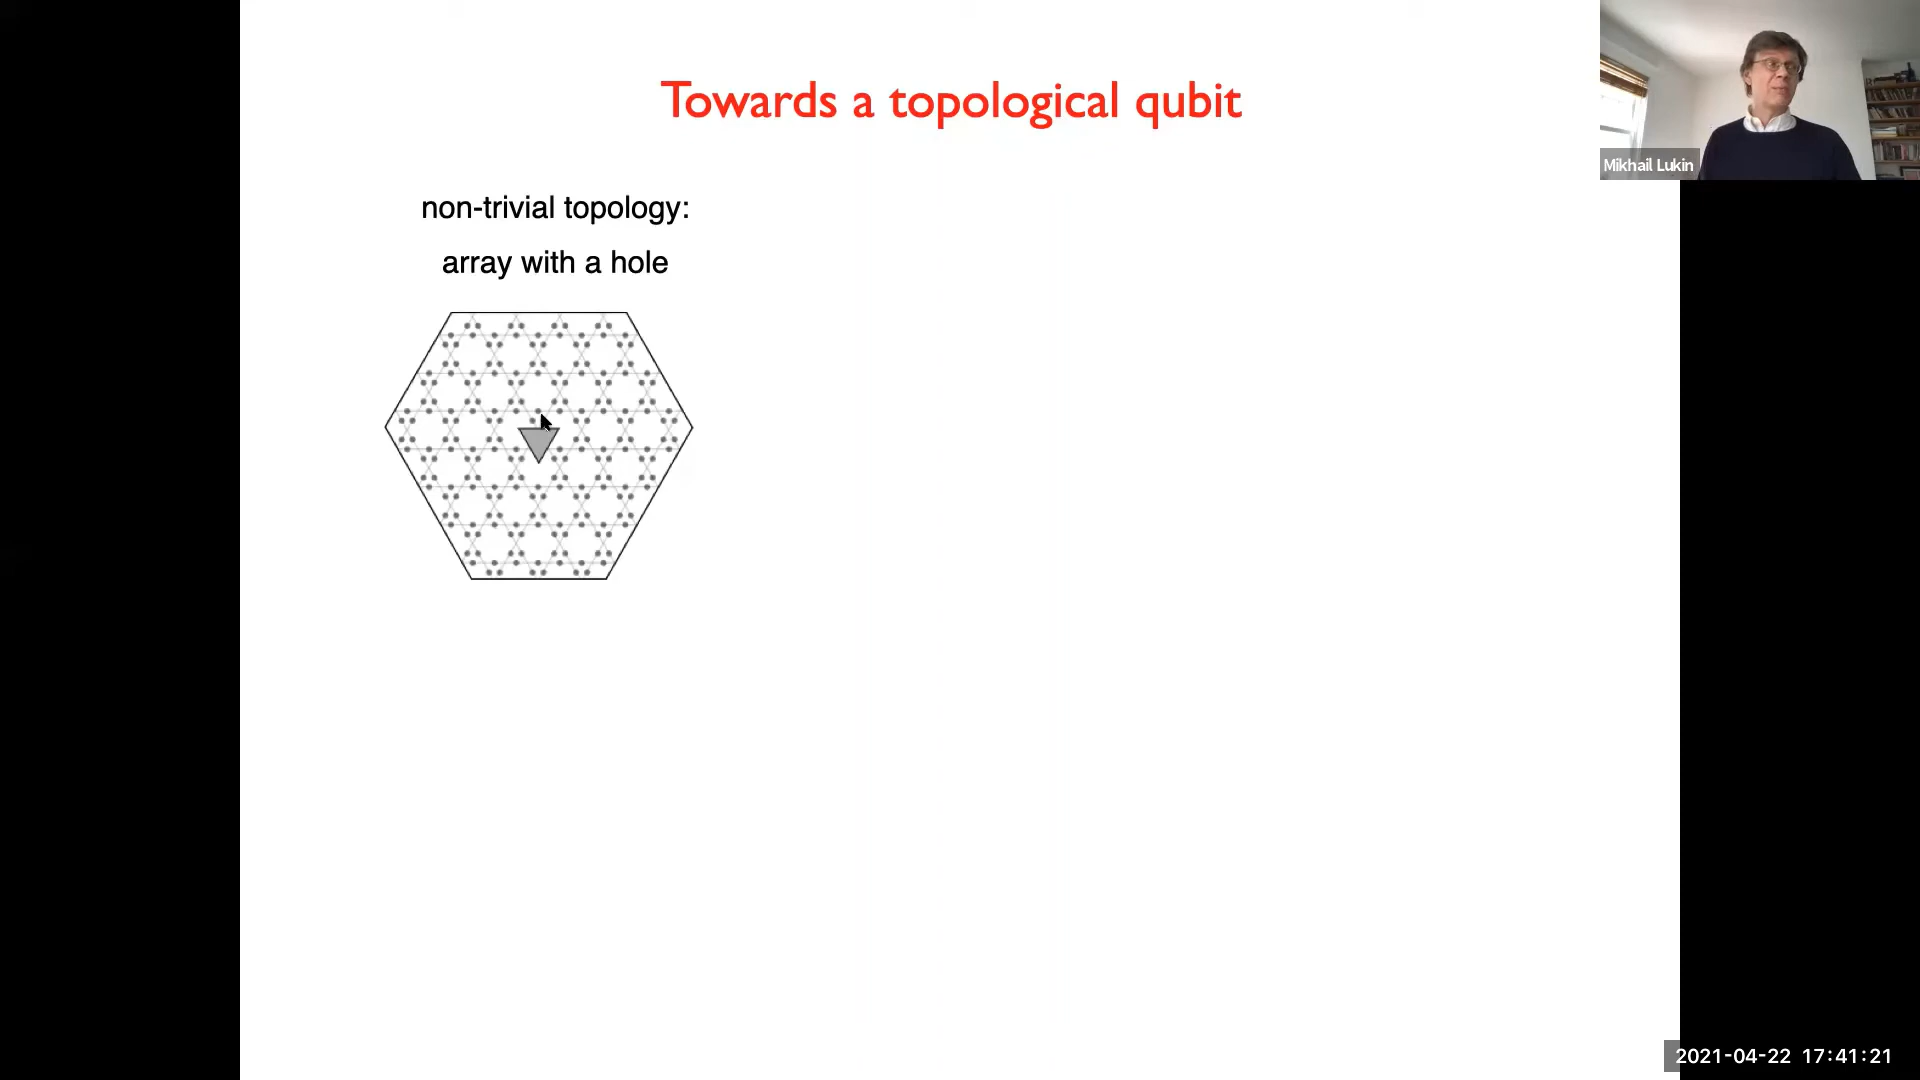 Towards a topological qubit
Mikhail Lukin
non-trivial topology:
array with a hole
2021-04-22 17:41:21